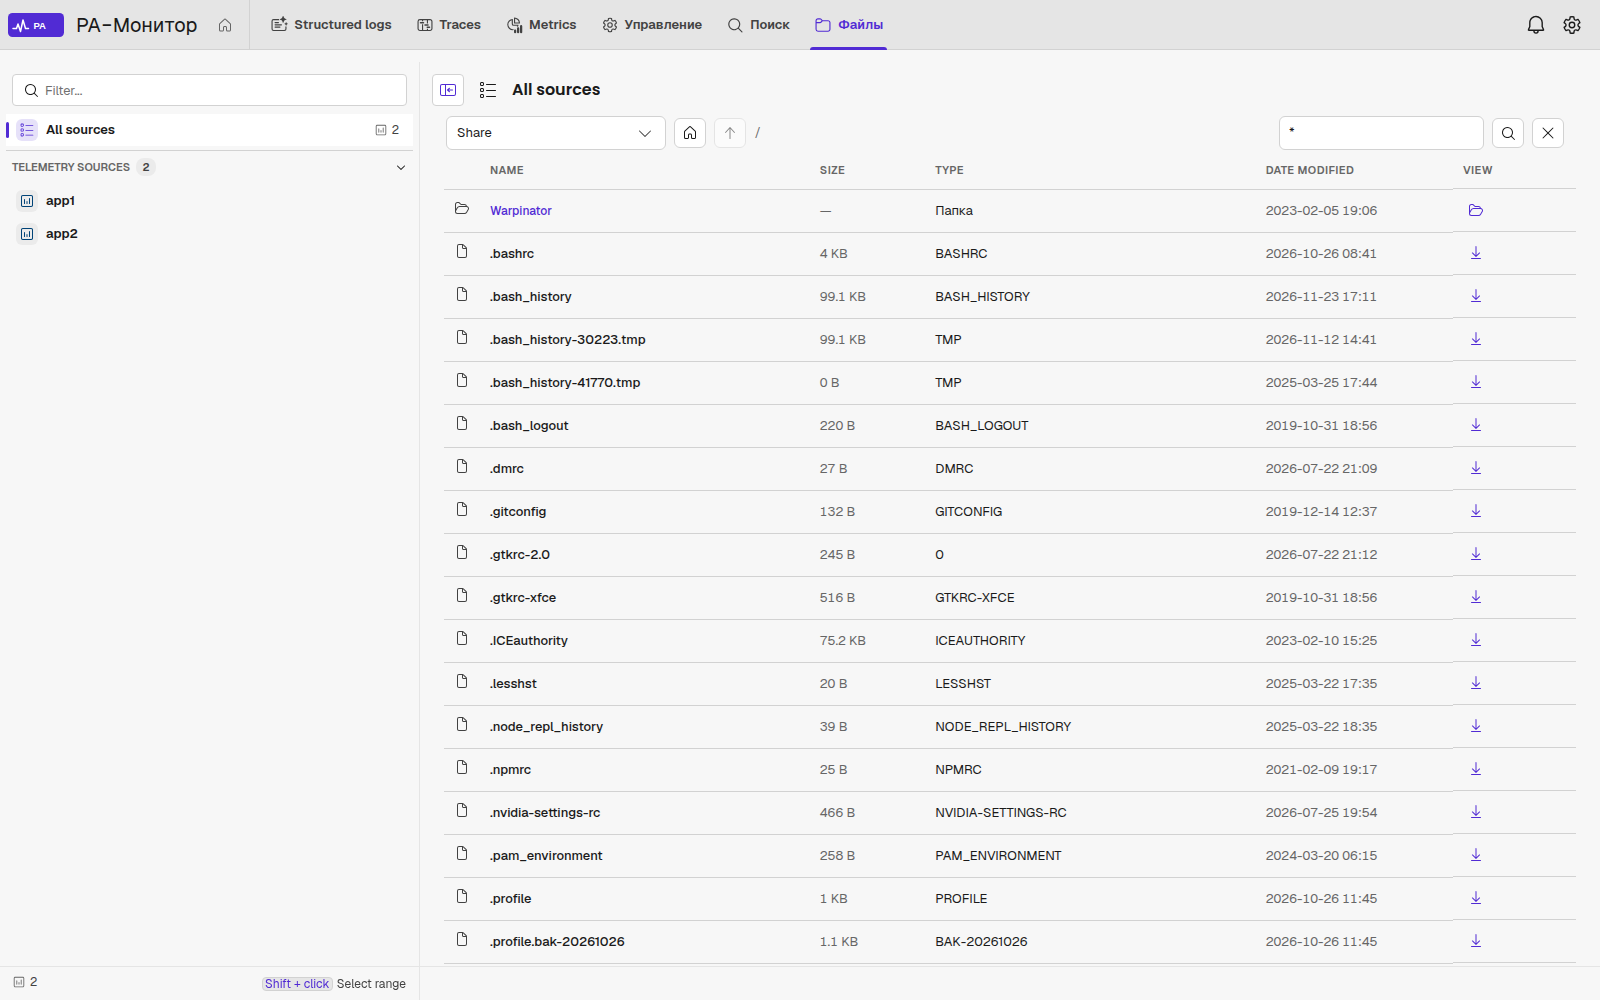 PA PA-Монитор Structured logs Traces Metrics Управление Поиск Файлы
Filter...
All sources 2
TELEMETRY SOURCES 2
app1
app2
All sources
Share / *
NAME SIZE TYPE DATE MODIFIED VIEW
Warpinator — Папка 2023-02-05 19:06
.bashrc 4 KB BASHRC 2026-10-26 08:41
.bash_history 99.1 KB BASH_HISTORY 2026-11-23 17:11
.bash_history-30223.tmp 99.1 KB TMP 2026-11-12 14:41
.bash_history-41770.tmp 0 B TMP 2025-03-25 17:44
.bash_logout 220 B BASH_LOGOUT 2019-10-31 18:56
.dmrc 27 B DMRC 2026-07-22 21:09
.gitconfig 132 B GITCONFIG 2019-12-14 12:37
.gtkrc-2.0 245 B 0 2026-07-22 21:12
.gtkrc-xfce 516 B GTKRC-XFCE 2019-10-31 18:56
.ICEauthority 75.2 KB ICEAUTHORITY 2023-02-10 15:25
.lesshst 20 B LESSHST 2025-03-22 17:35
.node_repl_history 39 B NODE_REPL_HISTORY 2025-03-22 18:35
.npmrc 25 B NPMRC 2021-02-09 19:17
.nvidia-settings-rc 466 B NVIDIA-SETTINGS-RC 2026-07-25 19:54
.pam_environment 258 B PAM_ENVIRONMENT 2024-03-20 06:15
.profile 1 KB PROFILE 2026-10-26 11:45
.profile.bak-20261026 1.1 KB BAK-20261026 2026-10-26 11:45
2 Shift + click Select range